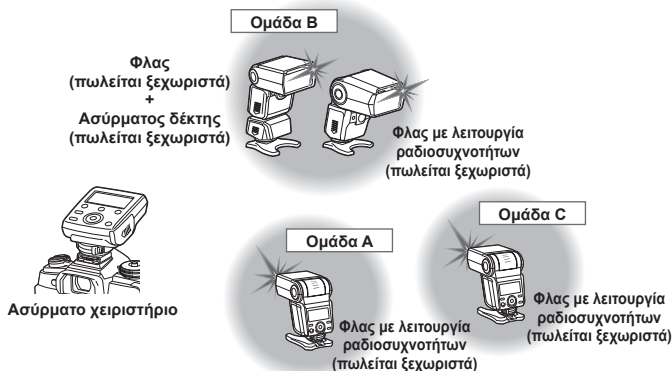 Ομάδα B
Φλας
(πωλείται ξεχωριστά)
+
Ασύρματος δέκτης
(πωλείται ξεχωριστά)
Φλας με λειτουργία
ραδιοσυχνοτήτων
(πωλείται ξεχωριστά)
Ασύρματο χειριστήριο
Ομάδα A
Φλας με λειτουργία
ραδιοσυχνοτήτων
(πωλείται ξεχωριστά)
Ομάδα C
Φλας με λειτουργία
ραδιοσυχνοτήτων
(πωλείται ξεχωριστά)